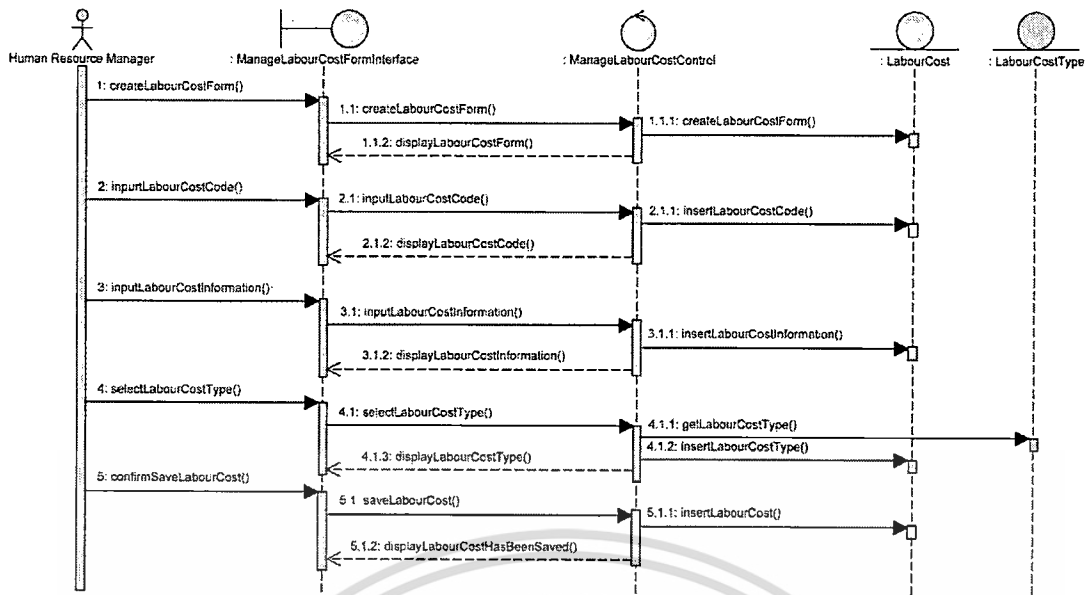 Human Resource Manager
: ManageLabourCostFormInterface
: ManageLabourCostControl
: LabourCost
: LabourCostType
1: createLabourCostForm()
1.1: createLabourCostForm()
1.1.1: createLabourCostForm()
1.1.2: displayLabourCostForm()
2: inpurtLabourCostCode()
2.1: inputLabourCostCode()
2.1.1: insertLabourCostCode()
2.1.2: displayLabourCostCode()
3: inputLabourCostInformation()
3.1: inputLabourCostInformation()
3.1.1: insertLabourCostInformation()
3.1.2: displayLabourCostInformation()
4: selectLabourCostType()
4.1: selectLabourCostType()
4.1.1: getLabourCostType()
4.1.2: insertLabourCostType()
4.1.3: displayLabourCostType()
5: confirmSaveLabourCost()
5.1 saveLabourCost()
5.1.1: insertLabourCost()
5.1.2: displayLabourCostHasBeenSaved()